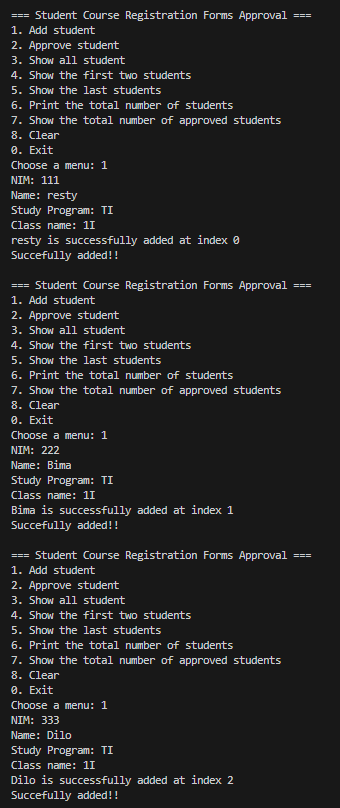 === Student Course Registration Forms Approval ===
1. Add student
2. Approve student
3. Show all student
4. Show the first two students
5. Show the last students
6. Print the total number of students
7. Show the total number of approved students
8. Clear
0. Exit
Choose a menu: 1
NIM: 111
Name: resty
Study Program: TI
Class name: 1I
resty is successfully added at index 0
Succefully added!!
=== Student Course Registration Forms Approval ===
1. Add student
2. Approve student
3. Show all student
4. Show the first two students
5. Show the last students
6. Print the total number of students
7. Show the total number of approved students
8. Clear
0. Exit
Choose a menu: 1
NIM: 222
Name: Bima
Study Program: TI
Class name: 1I
Bima is successfully added at index 1
Succefully added!!
=== Student Course Registration Forms Approval ===
1. Add student
2. Approve student
3. Show all student
4. Show the first two students
5. Show the last students
6. Print the total number of students
7. Show the total number of approved students
8. Clear
0. Exit
Choose a menu: 1
NIM: 333
Name: Dilo
Study Program: TI
Class name: 1I
Dilo is successfully added at index 2
Succefully added!!